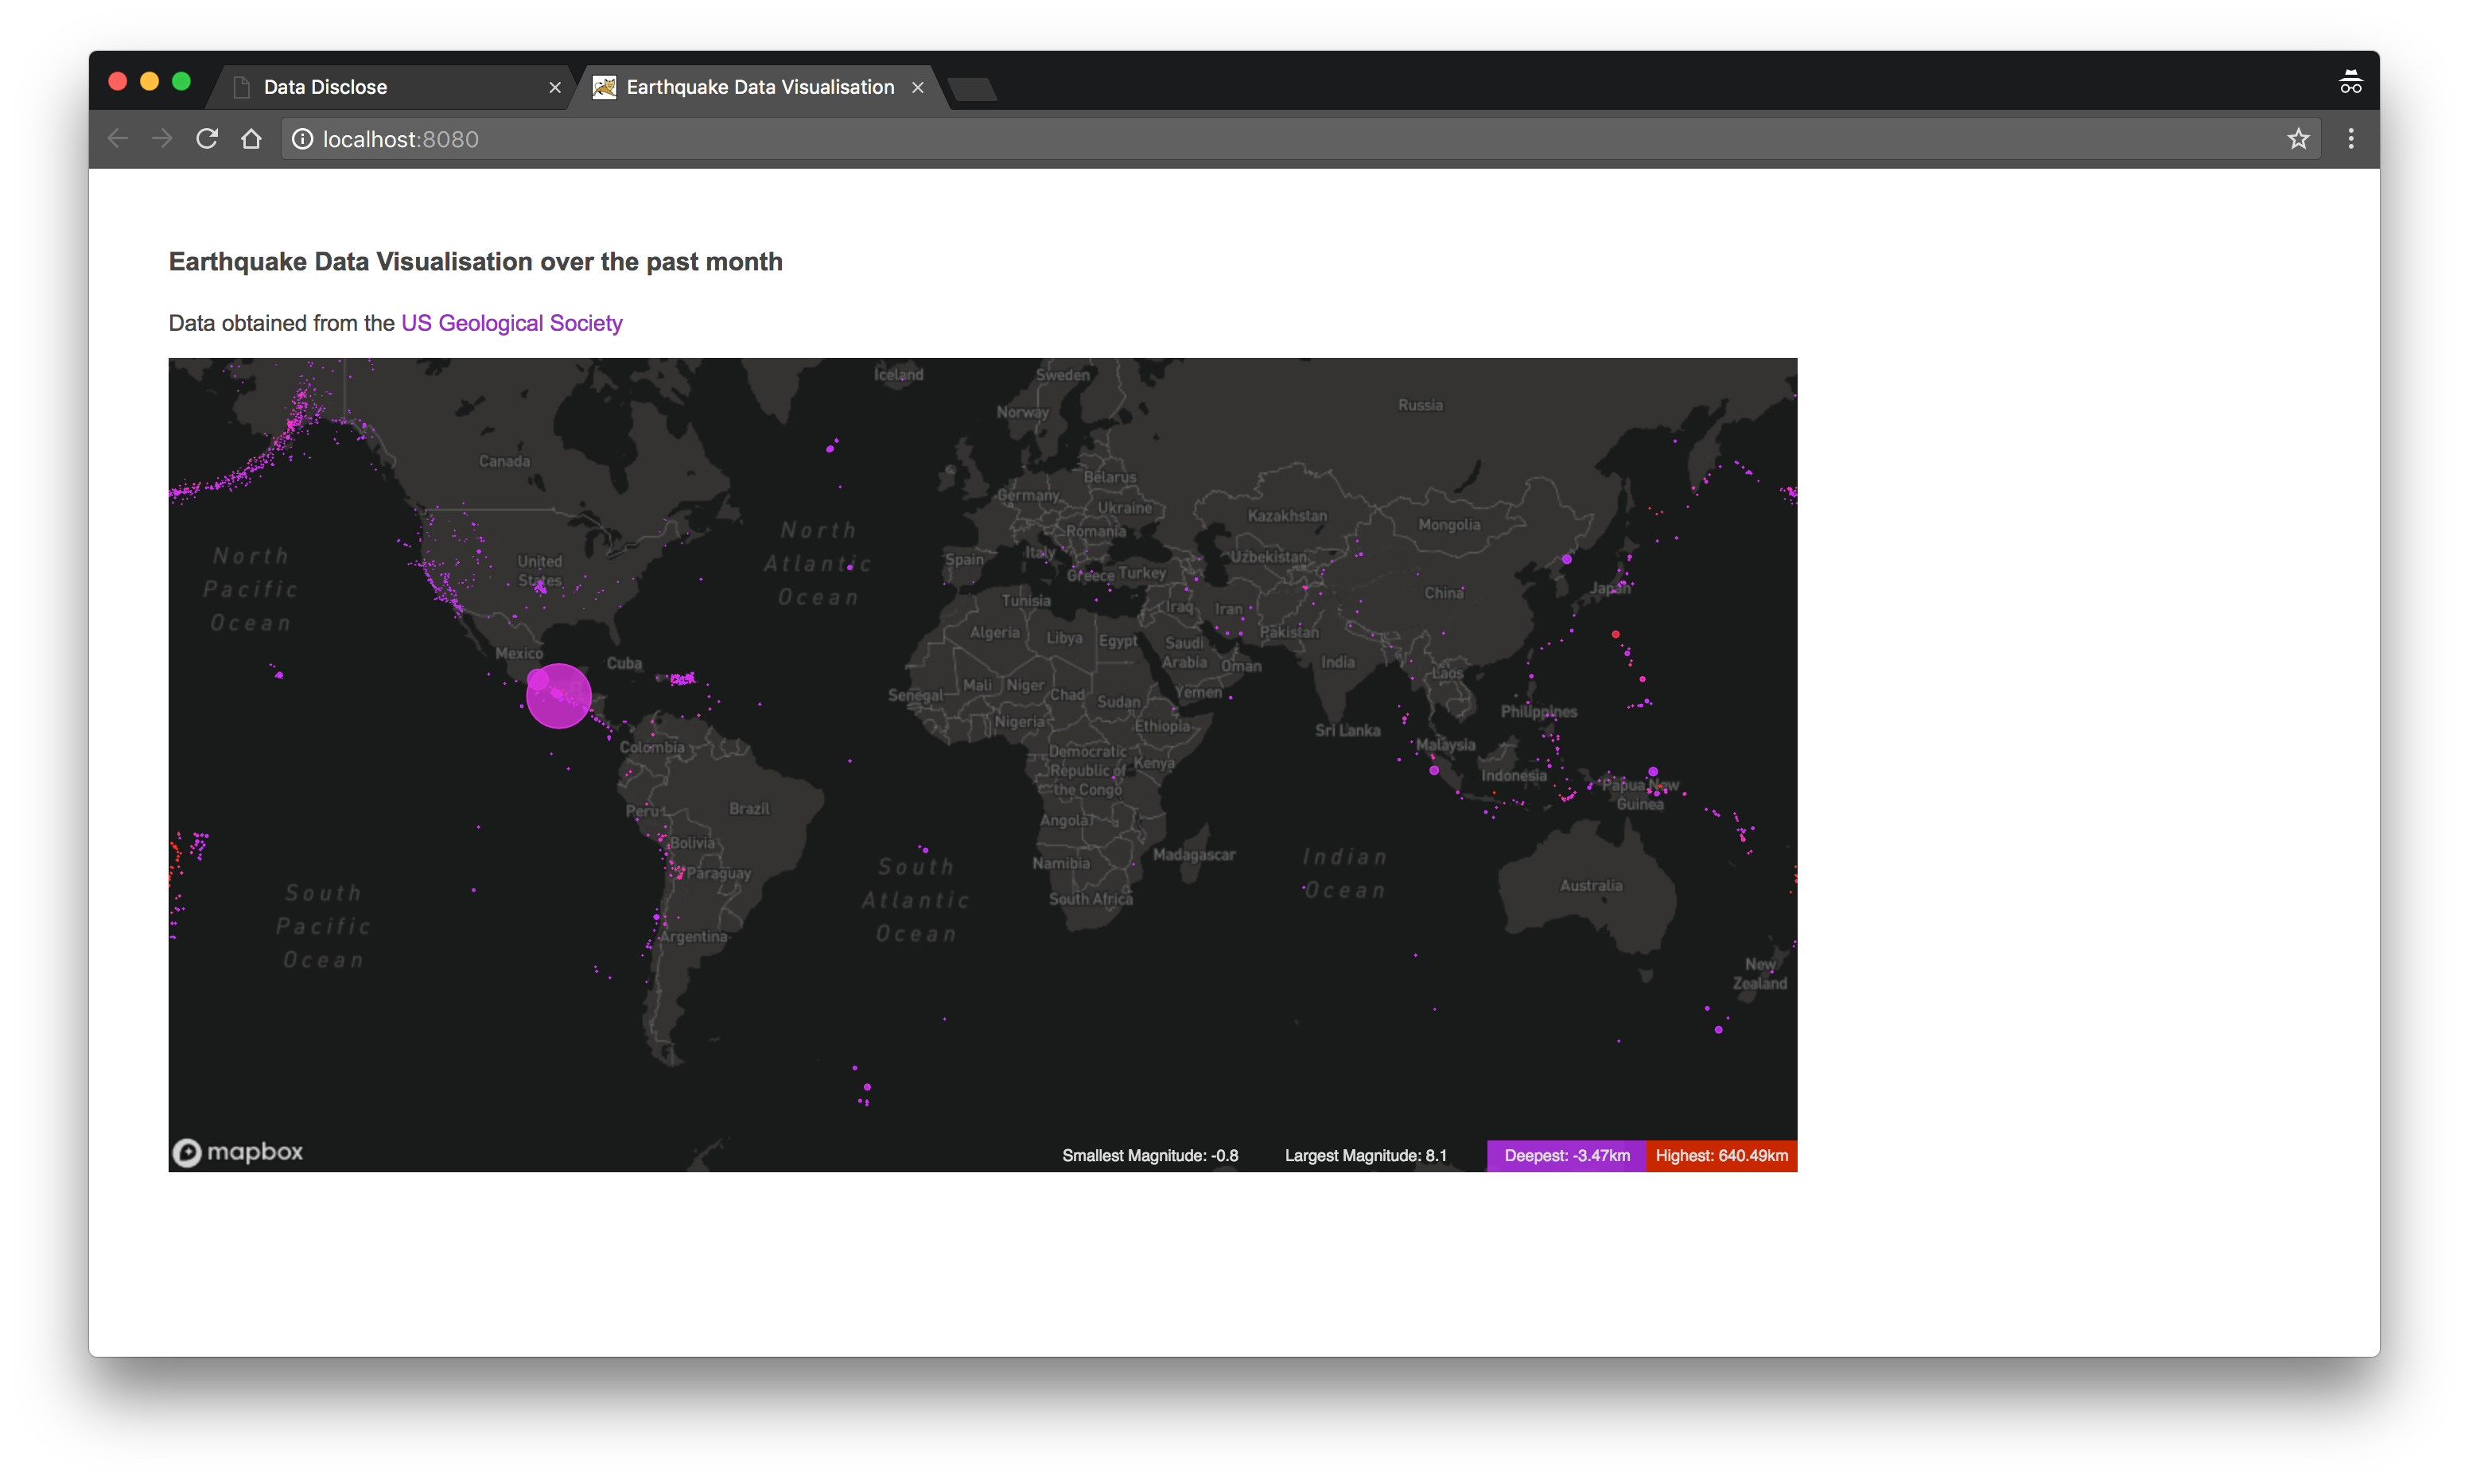 Data Disclose
Earthquake Data Visualisation
localhost:8080
Earthquake Data Visualisation over the past month
Data obtained from the US Geological Society
Iceland
Sweden
Norway
Russia
Canada
Belarus
Germany
Ukraine
Kazakhstan
Mongolia
North
Atlantic
Ocean
Romania
North
Pacific
Ocean
United
States
Spain
Italy
Uzbekistan
Greece
Turkey
China
Japan
Tunisia
Iraq
Iran
Pakistan
Algeria
Libya
Egypt
Saudi
Arabia
Oman
India
Mexico
Cuba
Laos
Senegal
Mali
Niger
Chad
Sudan
Yemen
Philippines
Nigeria
Ethiopia
Sri Lanka
Colombia
Malaysia
Democratic
Republic of
the Congo
Kenya
Indonesia
Papua New
Guinea
Peru
Brazil
Angola
Bolivia
Paraguay
South
Atlantic
Ocean
Namibia
Madagascar
Indian
Ocean
South Africa
Australia
South
Pacific
Ocean
Argentina
New
Zealand
mapbox
Smallest Magnitude: -0.8
Largest Magnitude: 8.1
Deepest: -3.47km
Highest: 640.49km